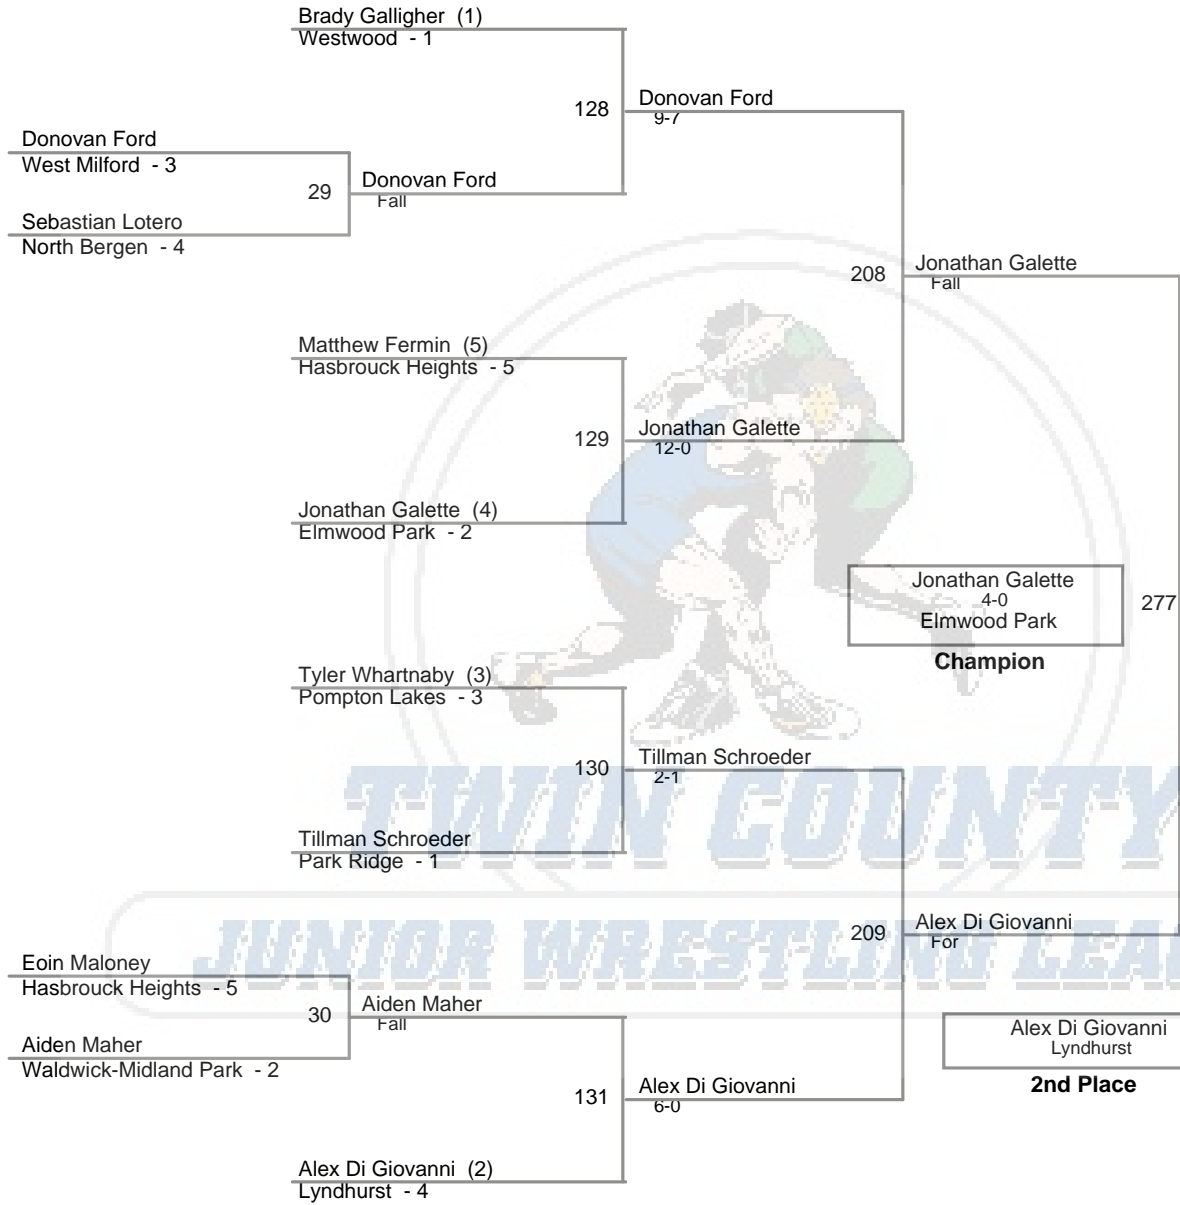 Brady Galligher (1)
Westwood - 1
128
Donovan Ford
9-7
Donovan Ford
West Milford - 3
29
Donovan Ford
Fall
Sebastian Lotero
North Bergen - 4
208
Jonathan Galette
Fall
Matthew Fermin (5)
Hasbrouck Heights - 5
129
Jonathan Galette
12-0
Jonathan Galette (4)
Elmwood Park - 2
Jonathan Galette
4-0
Elmwood Park
277
Champion
Tyler Whartnaby (3)
Pompton Lakes - 3
130
Tillman Schroeder
2-1
Tillman Schroeder
Park Ridge - 1
TWIN COUNTY
JUNIOR WRESTLING LEA
209
Alex Di Giovanni
For
Eoin Maloney
Hasbrouck Heights - 5
30
Aiden Maher
Fall
Aiden Maher
Waldwick-Midland Park - 2
Alex Di Giovanni
Lyndhurst
2nd Place
131
Alex Di Giovanni
6-0
Alex Di Giovanni (2)
Lyndhurst - 4